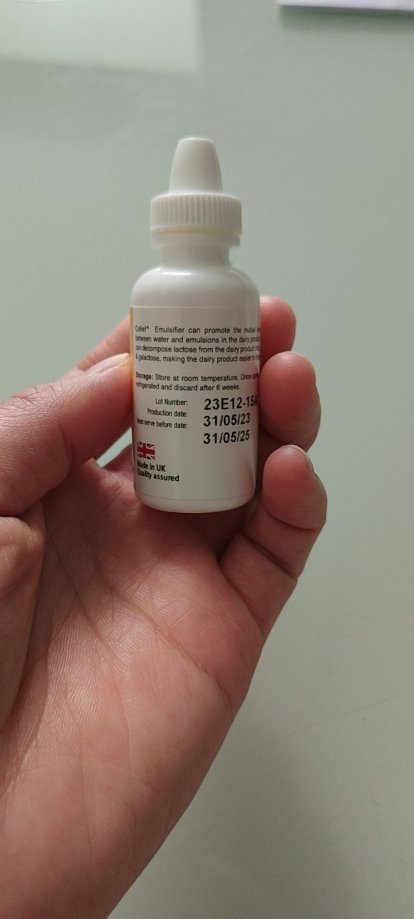 Colief™ Emulsifier can promote the mutual
between water and emulsions in the dairy
can decompose lactose from the dairy product
& galactose, making the dairy product easier to
Storage: Store at room temperature. Once
refrigerated and discard after 6 weeks.
Lot Number: 23E12-15A
Production date: 31/05/23
Best serve before date: 31/05/25
Made in UK
Quality assured